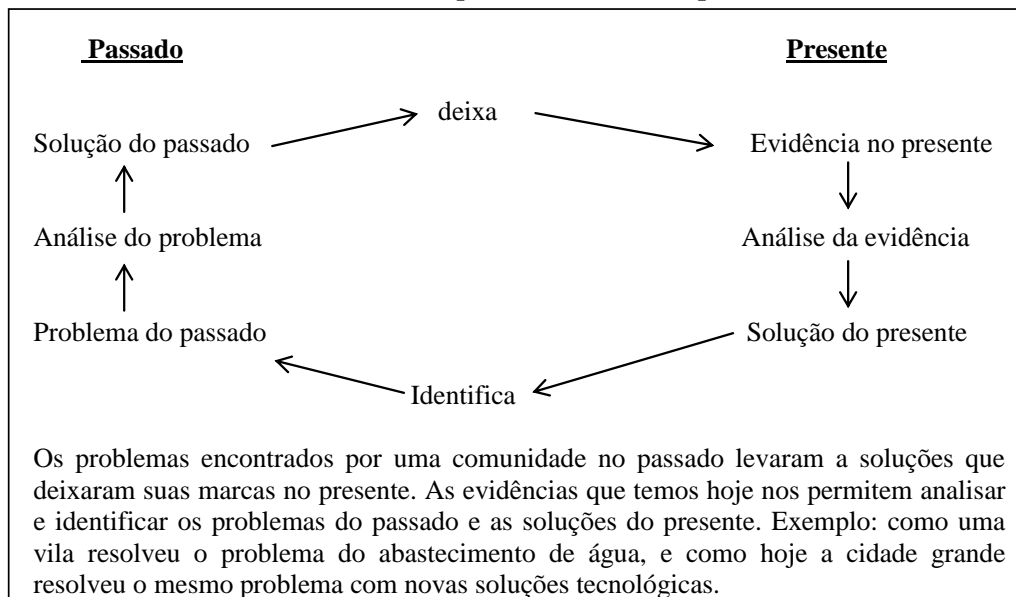 Passado Presente
deixa
Solução do passado Evidência no presente
Análise do problema Análise da evidência
Problema do passado Solução do presente
Identifica
Os problemas encontrados por uma comunidade no passado levaram a soluções que
deixaram suas marcas no presente. As evidências que temos hoje nos permitem analisar
e identificar os problemas do passado e as soluções do presente. Exemplo: como uma
vila resolveu o problema do abastecimento de água, e como hoje a cidade grande
resolveu o mesmo problema com novas soluções tecnológicas.